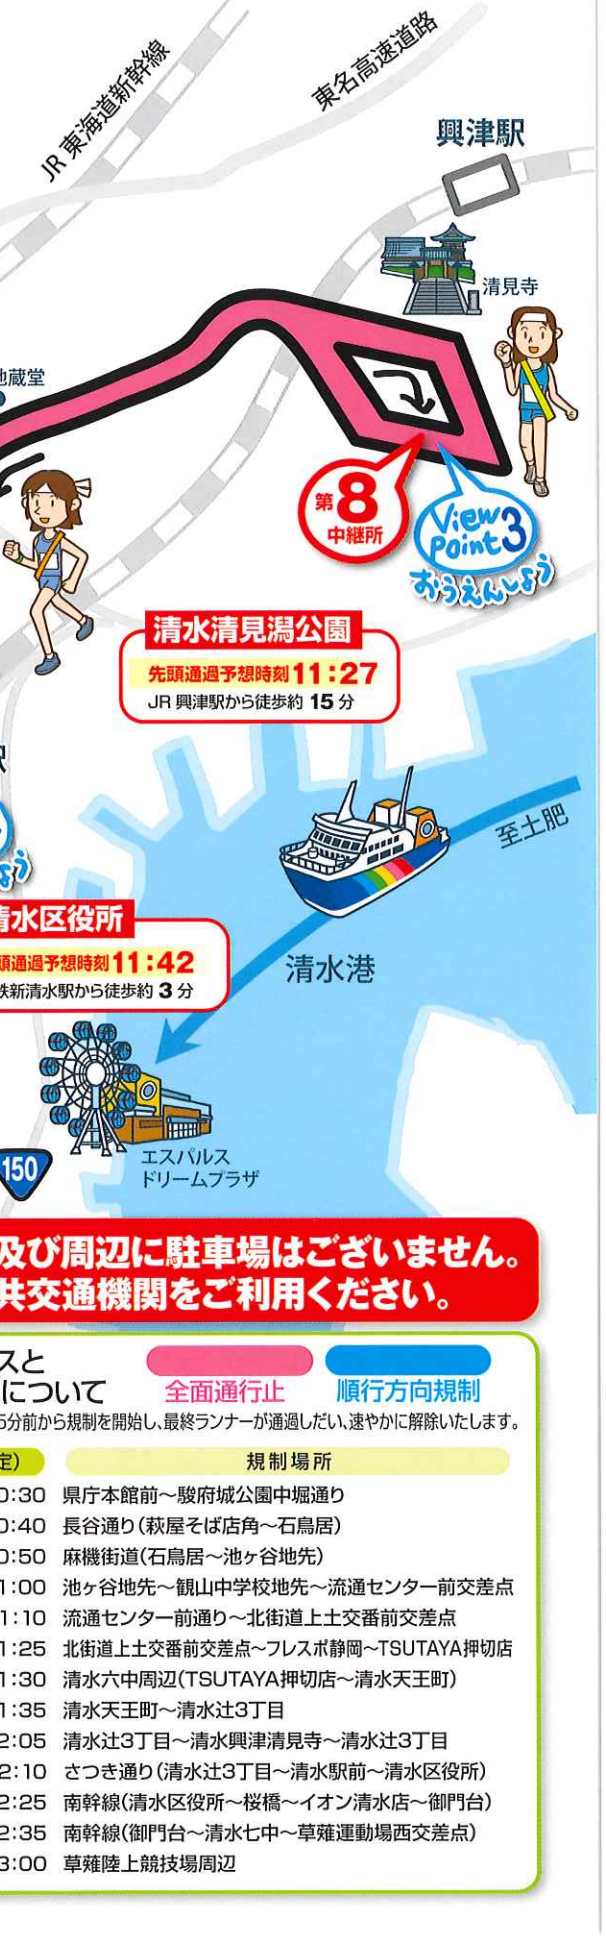 JR 東海道新幹線
東名高速道路
興津駅
清見寺
地蔵堂
第8
中継所
View
Point3
おうえんしよう
清水清見潟公園
先頭通過予想時刻11:27
JR 興津駅から徒歩約 15 分
至土肥
清水区役所
頭通過予想時刻11:42
鉄新清水駅から徒歩約 3 分
清水港
エスパルス
ドリームプラザ
150
及び周辺に駐車場はございません。
共交通機関をご利用ください。
スと
について
全面通行止
順行方向規制
5分前から規制を開始し、最終ランナーが通過しだい、速やかに解除いたします。
定)
規制場所
0:30 県庁本館前～駿府城公園中堀通り
0:40 長谷通り(萩屋そば店角～石鳥居)
0:50 麻機街道(石鳥居～池ヶ谷地先)
1:00 池ヶ谷地先～観山中学校地先～流通センター前交差点
1:10 流通センター前通り～北街道上土交番前交差点
1:25 北街道上土交番前交差点～フレスポ静岡～TSUTAYA押切店
1:30 清水六中周辺(TSUTAYA押切店～清水天王町)
1:35 清水天王町～清水辻3丁目
2:05 清水辻3丁目～清水興津清見寺～清水辻3丁目
2:10 さつき通り(清水辻3丁目～清水駅前～清水区役所)
2:25 南幹線(清水区役所～桜橋～イオン清水店～御門台)
2:35 南幹線(御門台～清水七中～草薙運動場西交差点)
3:00 草薙陸上競技場周辺